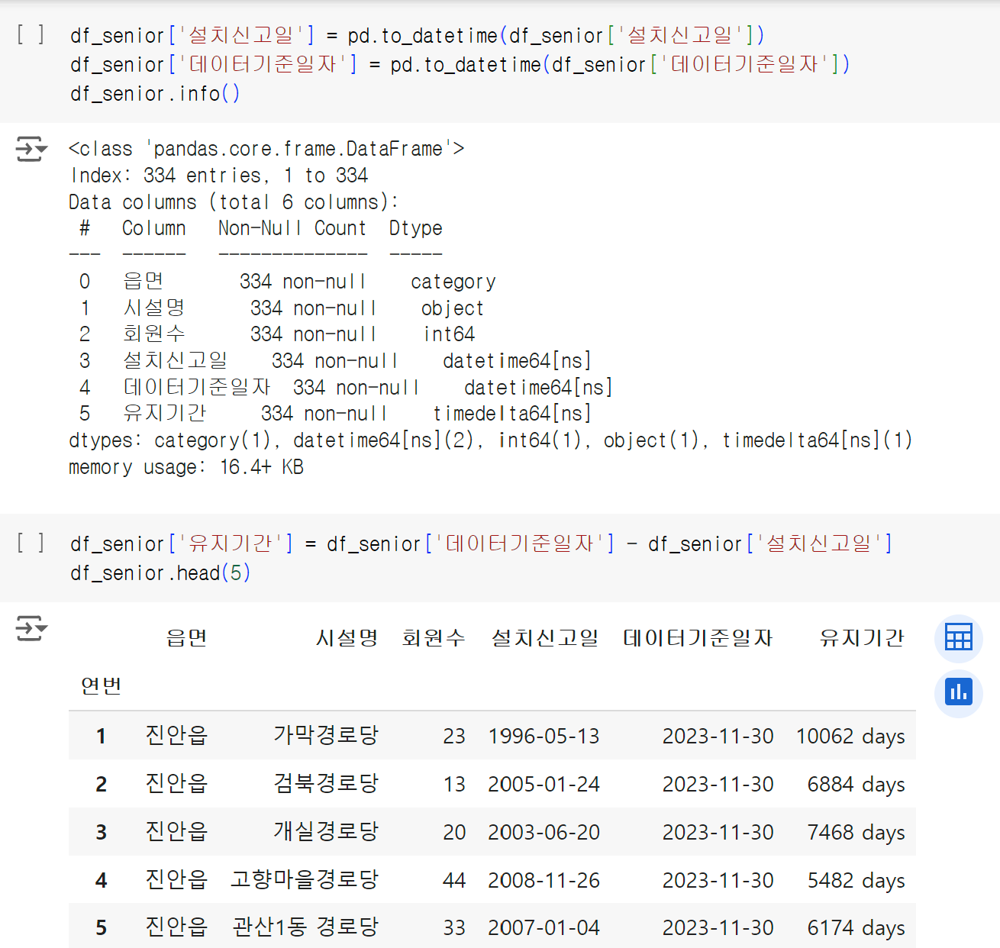 [ ] df_senior['설치신고일'] = pd.to_datetime(df_senior['설치신고일'])
df_senior['데이터기준일자'] = pd.to_datetime(df_senior['데이터기준일자'])
df_senior.info()
<class 'pandas.core.frame.DataFrame'>
Index: 334 entries, 1 to 334
Data columns (total 6 columns):
 #   Column   Non-Null Count  Dtype
---  ------   --------------  -----
 0   읍면       334 non-null    category
 1   시설명      334 non-null    object
 2   회원수      334 non-null    int64
 3   설치신고일    334 non-null    datetime64[ns]
 4   데이터기준일자  334 non-null    datetime64[ns]
 5   유지기간     334 non-null    timedelta64[ns]
dtypes: category(1), datetime64[ns](2), int64(1), object(1), timedelta64[ns](1)
memory usage: 16.4+ KB
[ ] df_senior['유지기간'] = df_senior['데이터기준일자'] - df_senior['설치신고일']
df_senior.head(5)
읍면 시설명 회원수 설치신고일 데이터기준일자 유지기간
연번
1 진안읍 가막경로당 23 1996-05-13 2023-11-30 10062 days
2 진안읍 검북경로당 13 2005-01-24 2023-11-30 6884 days
3 진안읍 개실경로당 20 2003-06-20 2023-11-30 7468 days
4 진안읍 고향마을경로당 44 2008-11-26 2023-11-30 5482 days
5 진안읍 관산1동 경로당 33 2007-01-04 2023-11-30 6174 days